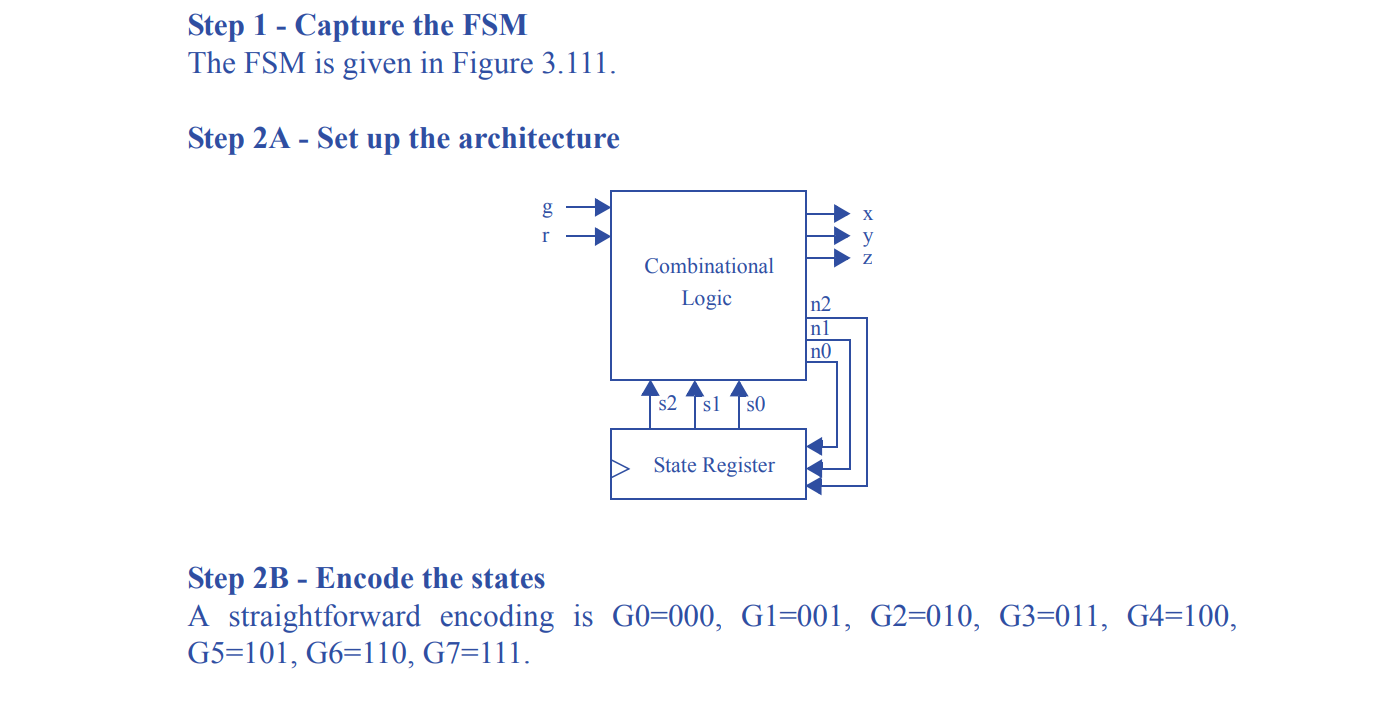 Step 1 - Capture the FSM
The FSM is given in Figure 3.111.
Step 2A - Set up the architecture
g
r
Combinational
Logic
x
y
z
n2
n1
n0
s2 s1 s0
State Register
Step 2B - Encode the states
A straightforward encoding is G0=000, G1=001, G2=010, G3=011, G4=100,
G5=101, G6=110, G7=111.